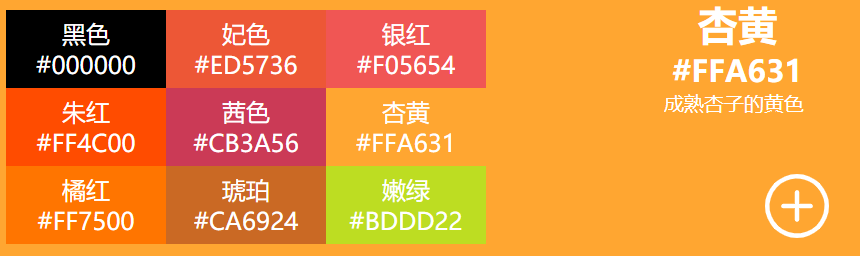 黑色
#000000
妃色
#ED5736
银红
#F05654
朱红
#FF4C00
茜色
#CB3A56
杏黄
#FFA631
橘红
#FF7500
琥珀
#CA6924
嫩绿
#BDDD22
杏黄
#FFA631
成熟杏子的黄色